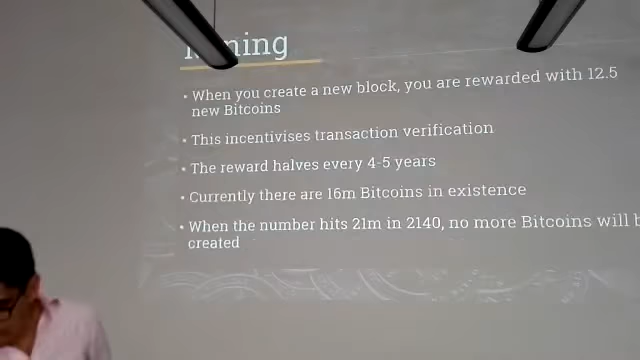 • When you create a new block, you are rewarded with 12.5
new Bitcoins
• This incentivises transaction verification
• The reward halves every 4-5 years
• Currently there are 16m Bitcoins in existence
• When the number hits 21m in 2140, no more Bitcoins will
created